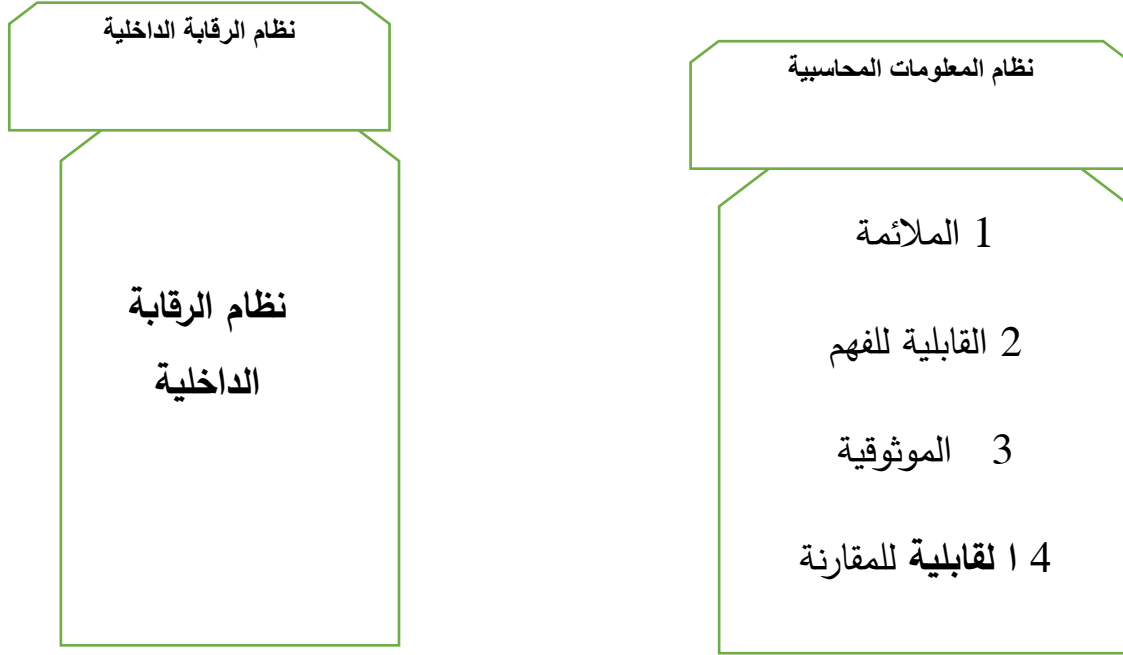 نظام المعلومات المحاسبية
1 الملائمة
2 القابلية للفهم
3 الموثوقية
4 ا لقابلية للمقارنة
نظام الرقابة الداخلية
نظام الرقابة
الداخلية